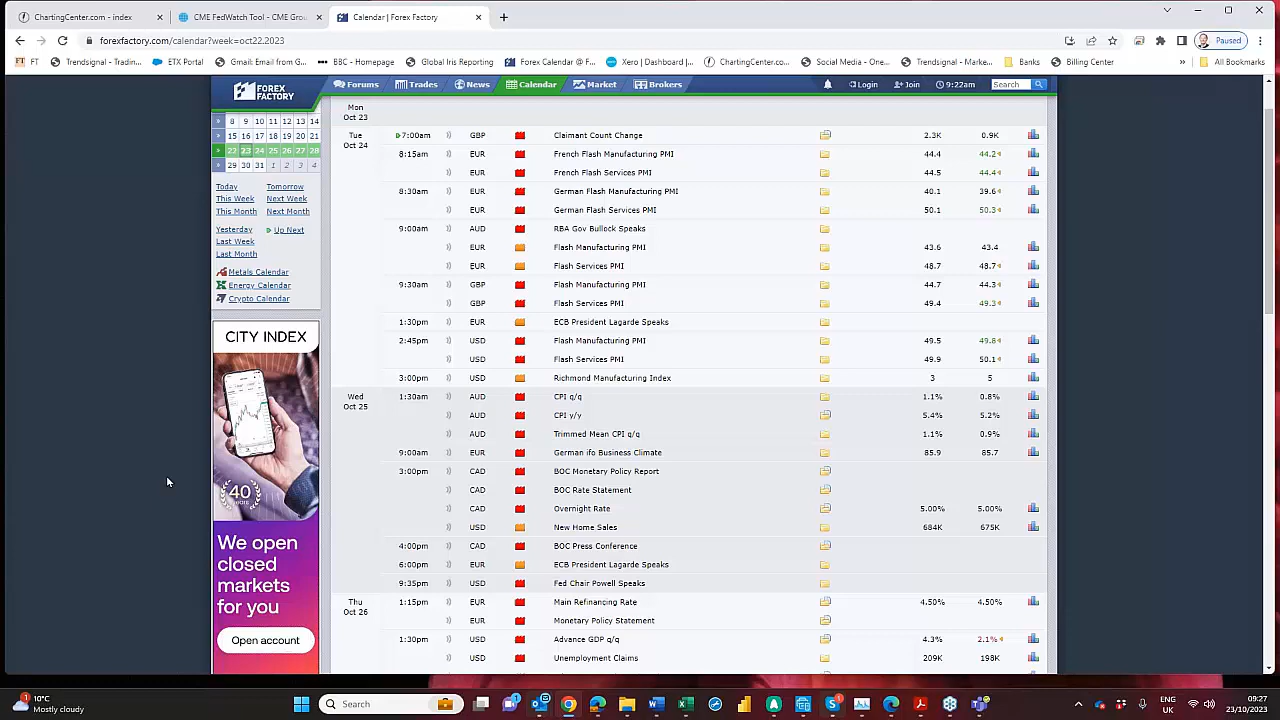 ChartingCenter.com - index
CME FedWatch Tool - CME Grou
Calendar | Forex Factory
forexfactory.com/calendar?week=oct22.2023
Paused
FT
Trendsignal - Tradin...
ETX Portal
Gmail: Email from G...
BBC - Homepage
Global Iris Reporting
Forex Calendar @ F...
Xero | Dashboard |...
ChartingCenter.co...
Social Media - One...
Trendsignal - Marke...
Banks
Billing Center
»
All Bookmarks
FOREX FACTORY
Forums
Trades
News
Calendar
Market
Brokers
Login
Join
9:22am
Search
» 8 9 10 11 12 13 14
» 15 16 17 18 19 20 21
» 22 23 24 25 26 27 28
» 29 30 31 1 2 3 4
Today Tomorrow
This Week Next Week
This Month Next Month
Yesterday Up Next
Last Week
Last Month
Metals Calendar
Energy Calendar
Crypto Calendar
CITY INDEX
40
We open
closed
markets
for you
Open account
Mon
Oct 23
Tue
Oct 24
7:00am GBP Claimant Count Change 2.3K 0.9K
8:15am EUR French Flash Manufacturing PMI 44.4 44.2
EUR French Flash Services PMI 44.5 44.4
8:30am EUR German Flash Manufacturing PMI 40.1 39.6
EUR German Flash Services PMI 50.1 50.3
9:00am AUD RBA Gov Bullock Speaks
EUR Flash Manufacturing PMI 43.6 43.4
EUR Flash Services PMI 48.7 48.7
9:30am GBP Flash Manufacturing PMI 44.7 44.3
GBP Flash Services PMI 49.4 49.3
1:30pm EUR ECB President Lagarde Speaks
2:45pm USD Flash Manufacturing PMI 49.5 49.8
USD Flash Services PMI 49.9 50.1
3:00pm USD Richmond Manufacturing Index 3 5
Wed
Oct 25
1:30am AUD CPI q/q 1.1% 0.8%
AUD CPI y/y 5.4% 5.2%
AUD Trimmed Mean CPI q/q 1.1% 0.9%
9:00am EUR German ifo Business Climate 85.9 85.7
3:00pm CAD BOC Monetary Policy Report
CAD BOC Rate Statement
CAD Overnight Rate 5.00% 5.00%
USD New Home Sales 684K 675K
4:00pm CAD BOC Press Conference
6:00pm EUR ECB President Lagarde Speaks
9:35pm USD Fed Chair Powell Speaks
Thu
Oct 26
1:15pm EUR Main Refinancing Rate 4.50% 4.50%
EUR Monetary Policy Statement
1:30pm USD Advance GDP q/q 4.3% 2.1%
USD Unemployment Claims 209K 198K
10°C
Mostly cloudy
Search
ENG
UK
09:27
23/10/2023